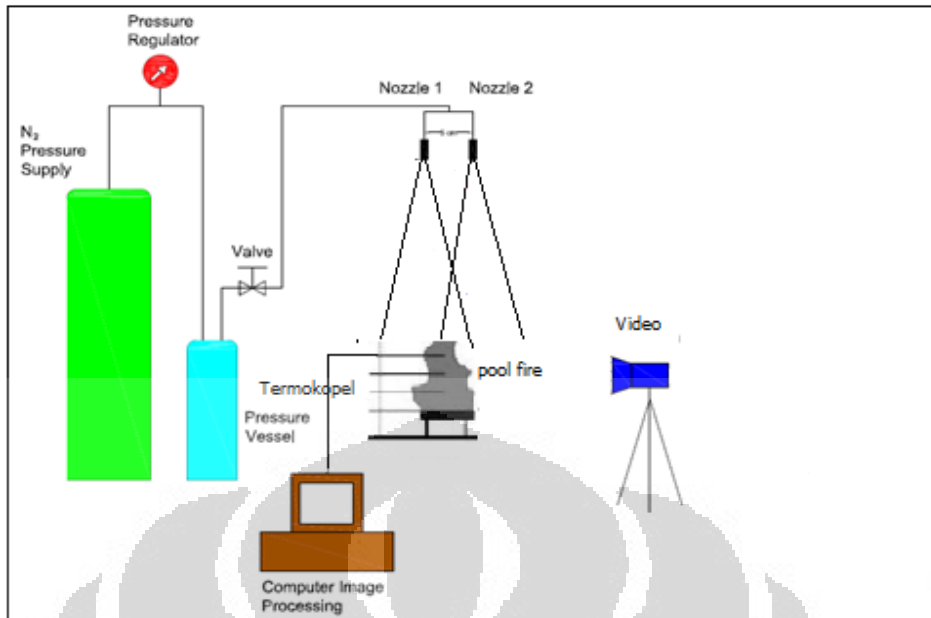 Pressure
Regulator
Nozzle 1
Nozzle 2
N₂
Pressure
Supply
Valve
Video
pool fire
Termokopel
Pressure
Vessel
Computer Image
Processing